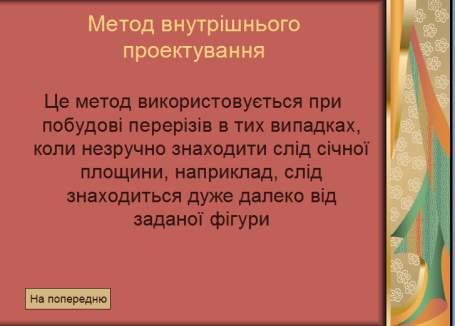 Метод внутрішнього
проектування
Це метод використовується при
побудові перерізів в тих випадках,
коли незручно знаходити слід січної
площини, наприклад, слід
знаходиться дуже далеко від
заданої фігури
На попередню